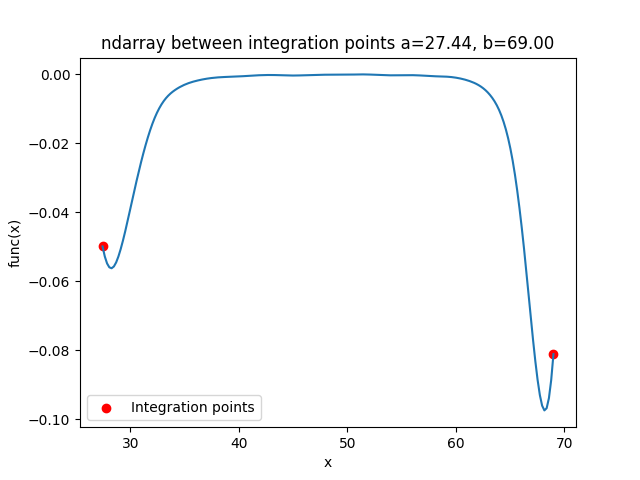 ndarray between integration points a=27.44, b=69.00
0.00
−0.02
−0.04
−0.06
−0.08
−0.10
func(x)
Integration points
30
40
50
60
70
x